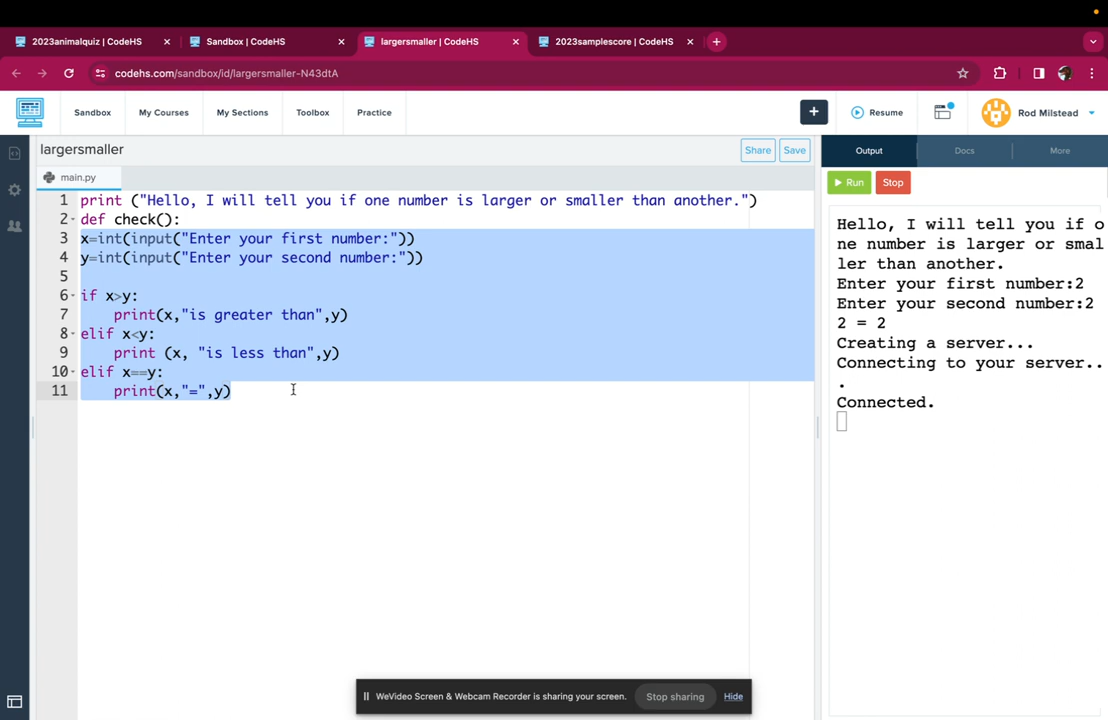 2023animalquiz | CodeHS
Sandbox | CodeHS
largersmaller | CodeHS
2023samplescore | CodeHS
codehs.com/sandbox/id/largersmaller-N43dtA
Sandbox
My Courses
My Sections
Toolbox
Practice
Resume
Rod Milstead
largersmaller
Share
Save
Output
Docs
More
main.py
Run
Stop
1 print ("Hello, I will tell you if one number is larger or smaller than another.")
2 def check():
3 x=int(input("Enter your first number:"))
4 y=int(input("Enter your second number:"))
5
6 if x>y:
7 print(x,"is greater than",y)
8 elif x<y:
9 print (x, "is less than",y)
10 elif x==y:
11 print(x,"=",y)
Hello, I will tell you if o
ne number is larger or smal
ler than another.
Enter your first number:2
Enter your second number:2
2 = 2
Creating a server...
Connecting to your server..
.
Connected.
WeVideo Screen & Webcam Recorder is sharing your screen.
Stop sharing
Hide